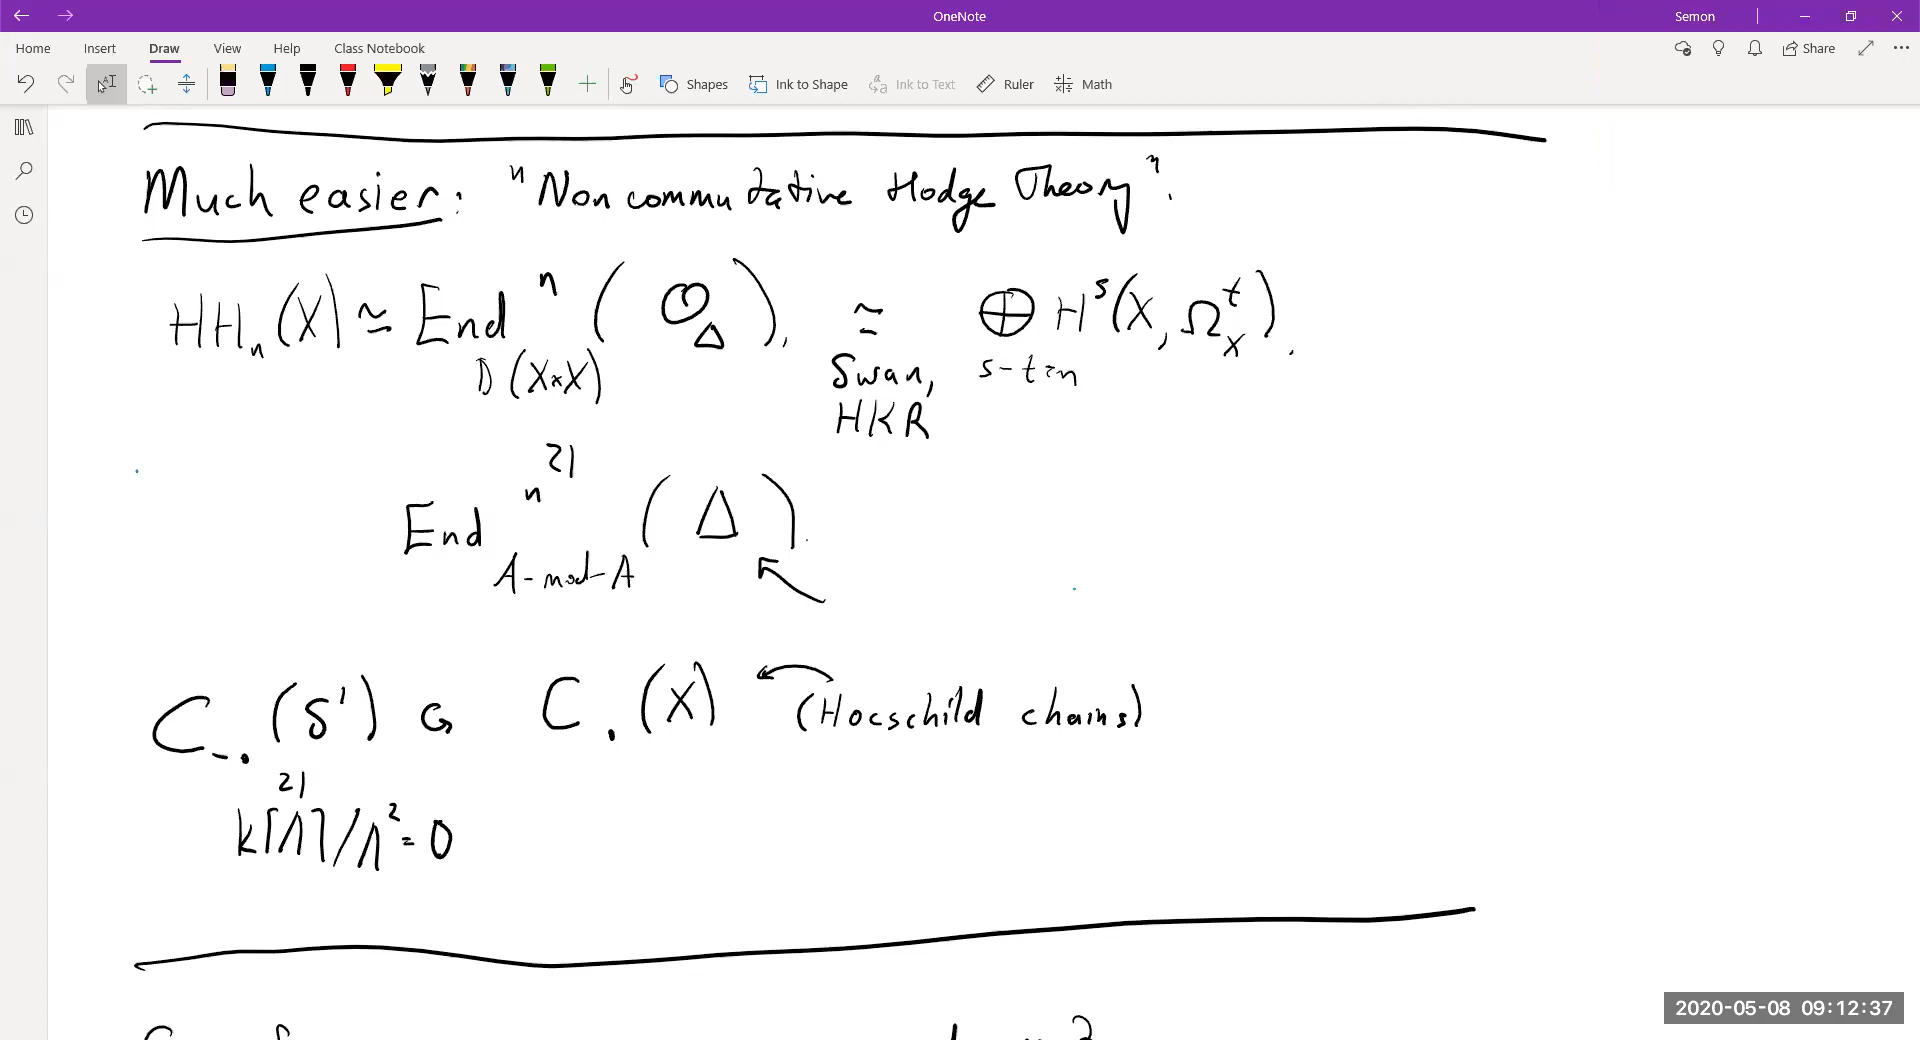 OneNote
Semon
Home Insert Draw View Help Class Notebook
Share
Shapes Ink to Shape Ink to Text Ruler Math
Much easier: "Non commutative Hodge Theory".
HH_n(X) ≃ End^n_{D(X×X)}(O_Δ), ≅ ⊕_{s-t=n} H^s(X, Ω^t_X).
Swan,
HKR
≀|
End^n_{A-mod-A}(Δ).
C_{-•}(S^1) ↻ C_•(X) (Hocschild chains)
≀|
k[Λ]/Λ^2=0
2020-05-08 09:12:37